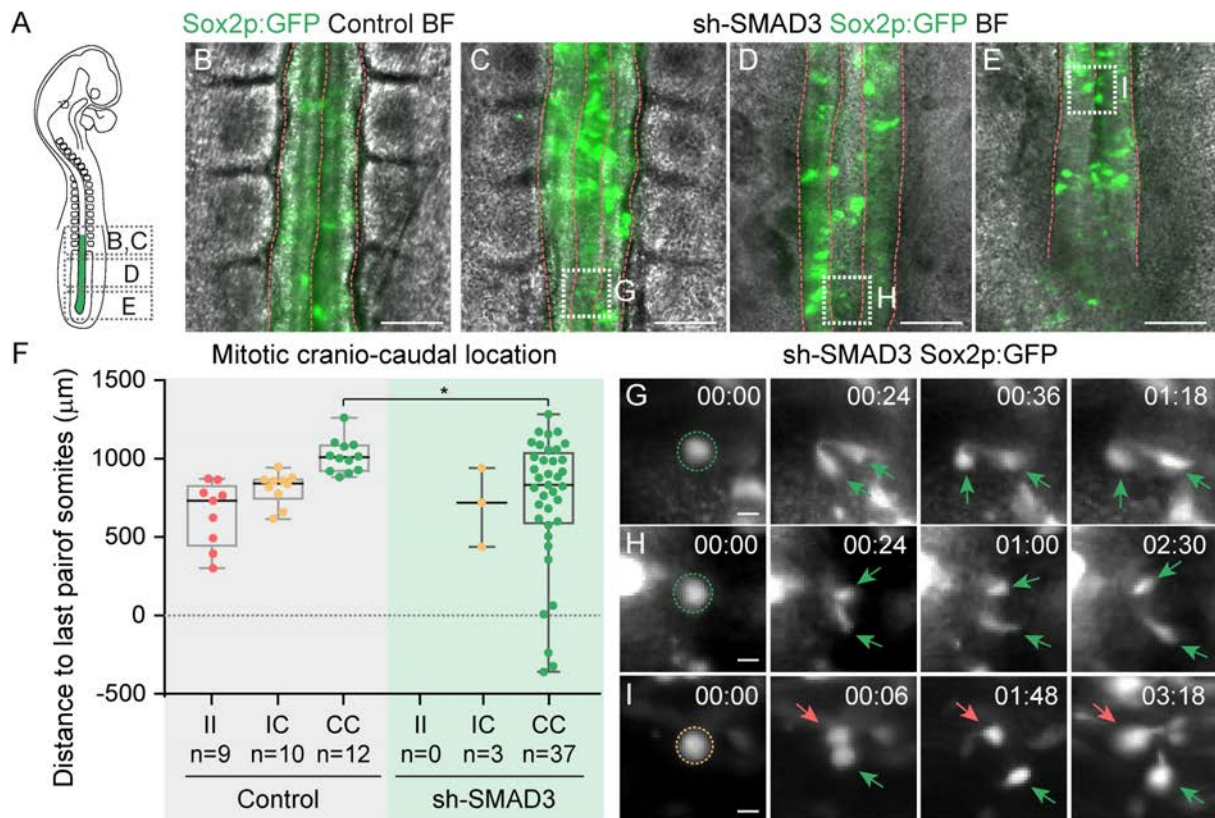 A
Sox2p:GFP Control BF
sh-SMAD3 Sox2p:GFP BF
B
C
D
E
I
G
H
B,C
D
E
F
Mitotic cranio-caudal location
Distance to last pairof somites (μm)
1500
1000
500
0
-500
*
II IC CC II IC CC
n=9 n=10 n=12 n=0 n=3 n=37
Control sh-SMAD3
sh-SMAD3 Sox2p:GFP
G 00:00 00:24 00:36 01:18
H 00:00 00:24 01:00 02:30
I 00:00 00:06 01:48 03:18